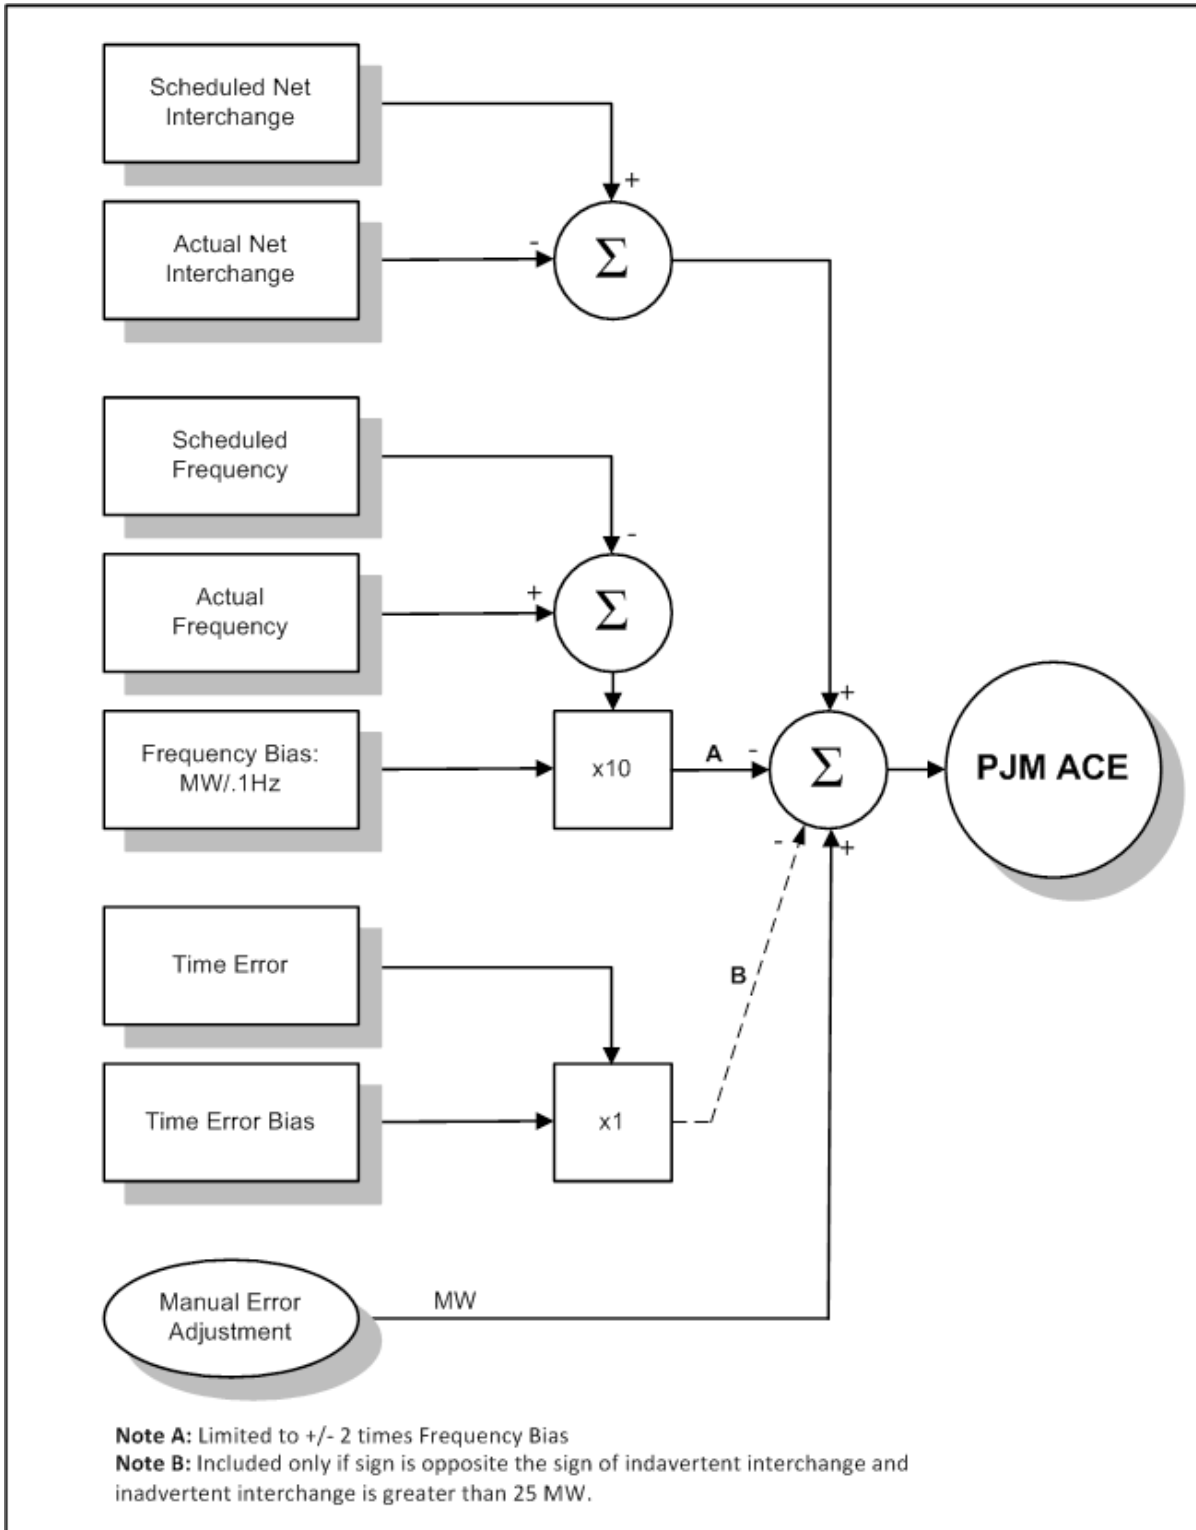 Scheduled Net
Interchange
+
Actual Net
Interchange
-
Σ
Scheduled
Frequency
-
Actual
Frequency
+
Σ
+
Frequency Bias:
MW/.1Hz
x10
A
-
Σ
PJM ACE
-
+
Time Error
B
Time Error Bias
x1
Manual Error
Adjustment
MW
Note A: Limited to +/- 2 times Frequency Bias
Note B: Included only if sign is opposite the sign of indavertent interchange and
inadvertent interchange is greater than 25 MW.